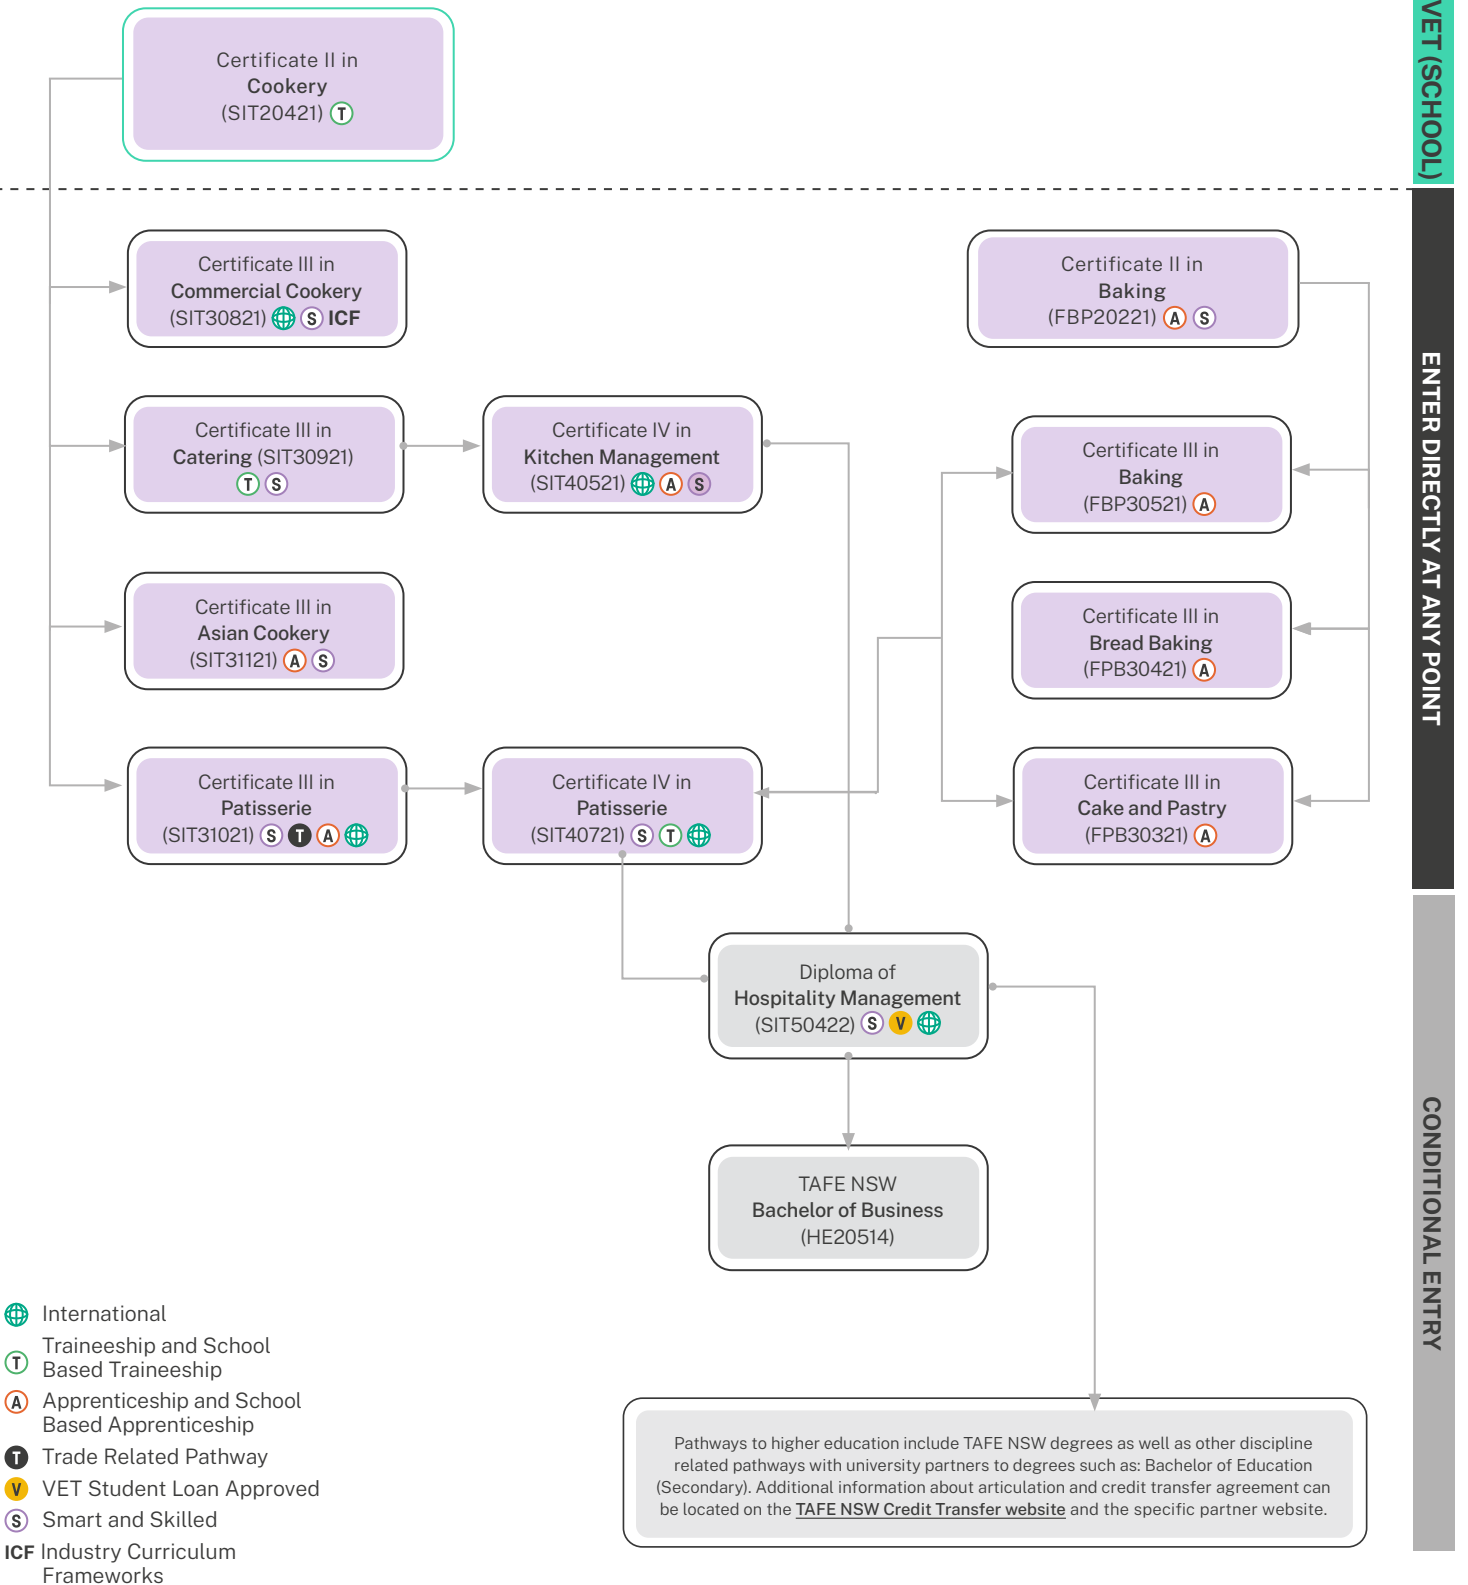 Certificate II in
Cookery
(SIT20421) T
VET (SCHOOL)
Certificate III in
Commercial Cookery
(SIT30821) S ICF
Certificate II in
Baking
(FBP20221) A S
Certificate III in
Catering (SIT30921)
T S
Certificate IV in
Kitchen Management
(SIT40521) A S
Certificate III in
Baking
(FBP30521) A
Certificate III in
Asian Cookery
(SIT31121) A S
Certificate III in
Bread Baking
(FPB30421) A
Certificate III in
Patisserie
(SIT31021) S T A
Certificate IV in
Patisserie
(SIT40721) S T
Certificate III in
Cake and Pastry
(FPB30321) A
ENTER DIRECTLY AT ANY POINT
Diploma of
Hospitality Management
(SIT50422) S V
TAFE NSW
Bachelor of Business
(HE20514)
CONDITIONAL ENTRY
Pathways to higher education include TAFE NSW degrees as well as other discipline
related pathways with university partners to degrees such as: Bachelor of Education
(Secondary). Additional information about articulation and credit transfer agreement can
be located on the TAFE NSW Credit Transfer website and the specific partner website.
International
T Traineeship and School
Based Traineeship
A Apprenticeship and School
Based Apprenticeship
T Trade Related Pathway
V VET Student Loan Approved
S Smart and Skilled
ICF Industry Curriculum
Frameworks